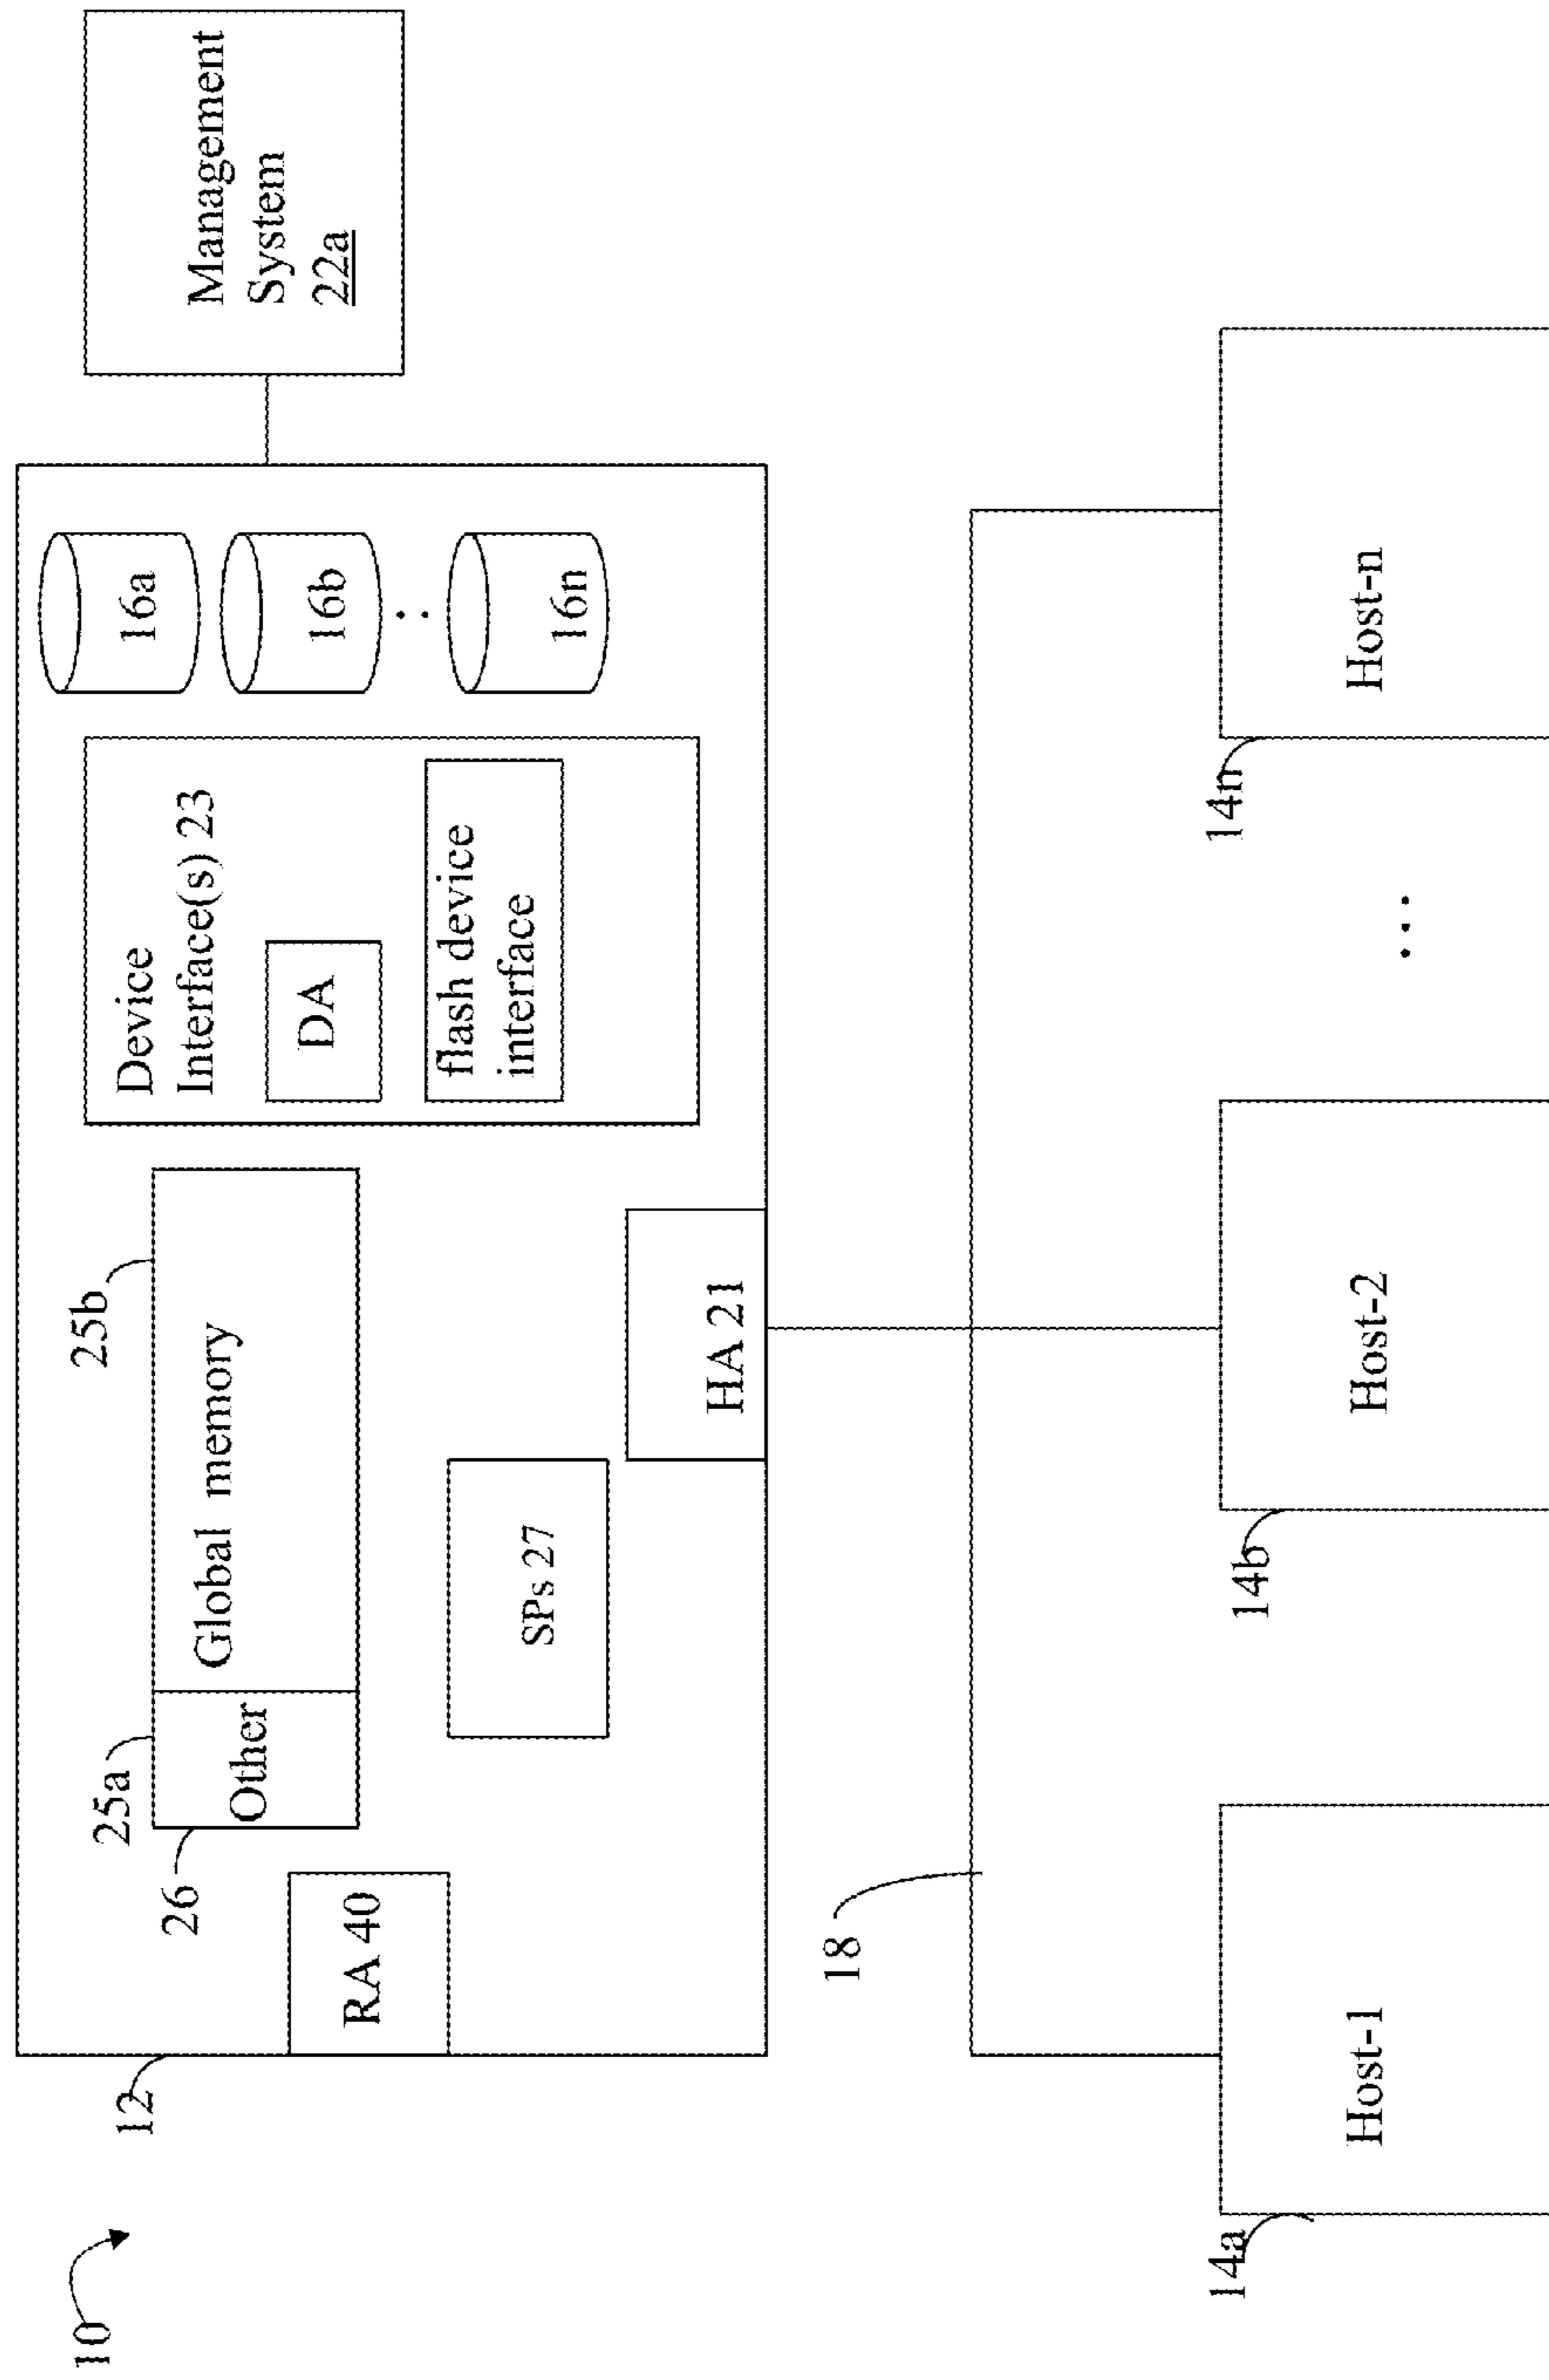 10
12
RA 40
26
25a
Other
Global memory
25b
SPs 27
HA 21
Device
Interface(s) 23
DA
flash device
interface
16a
16b
16n
Management
System
22a
18
14a
Host-1
14b
Host-2
...
14n
Host-n